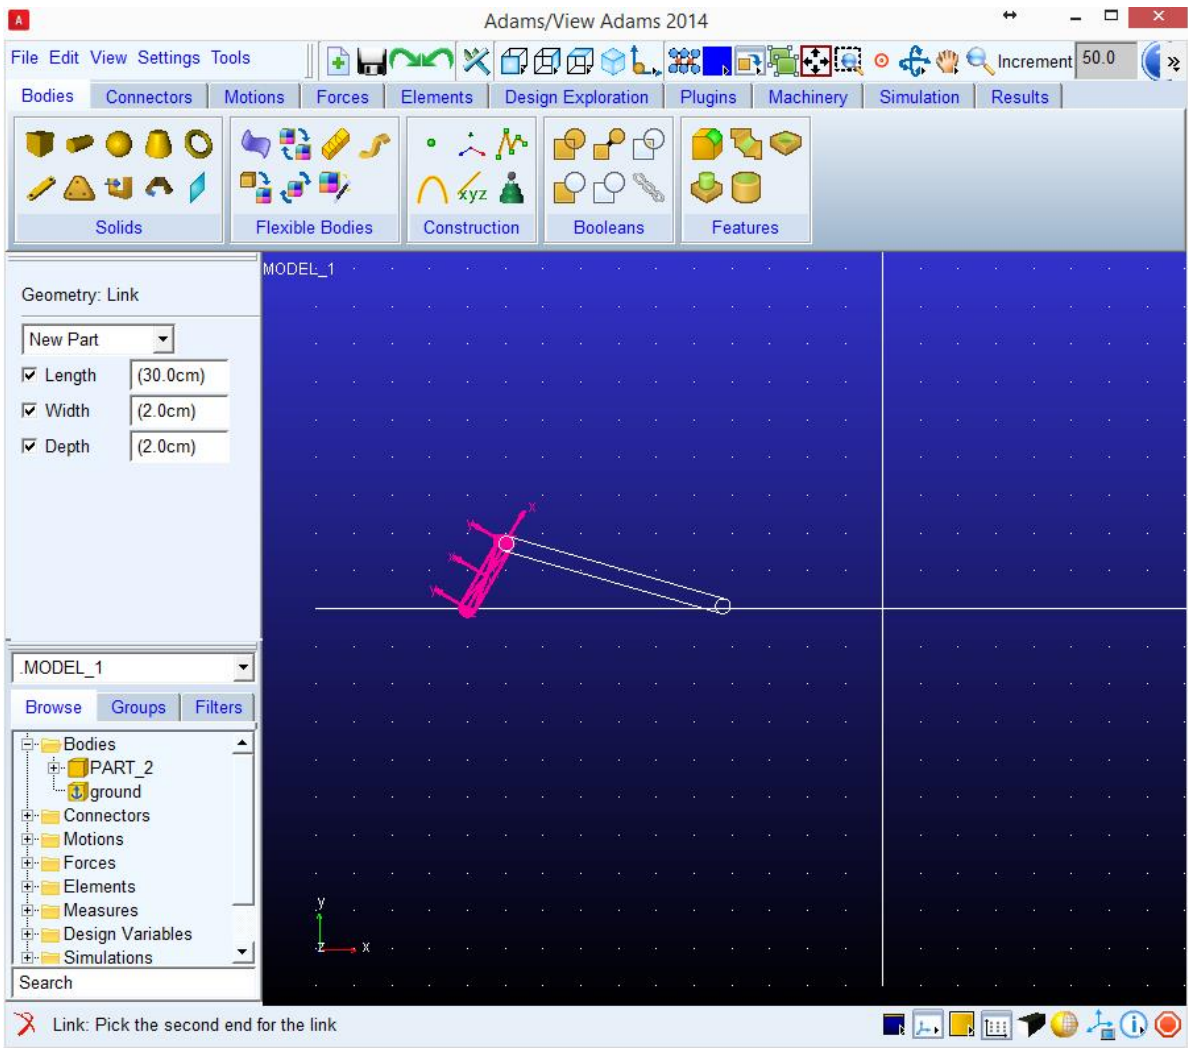 A
Adams/View Adams 2014
File Edit View Settings Tools
Increment 50.0 »
Bodies Connectors Motions Forces Elements Design Exploration Plugins Machinery Simulation Results
xyz
Solids Flexible Bodies Construction Booleans Features
MODEL_1
Geometry: Link
New Part
Length (30.0cm)
Width (2.0cm)
Depth (2.0cm)
x
y
y
.MODEL_1
Browse Groups Filters
Bodies
PART_2
ground
Connectors
Motions
Forces
Elements
Measures
Design Variables
Simulations
y
z x
Search
Link: Pick the second end for the link